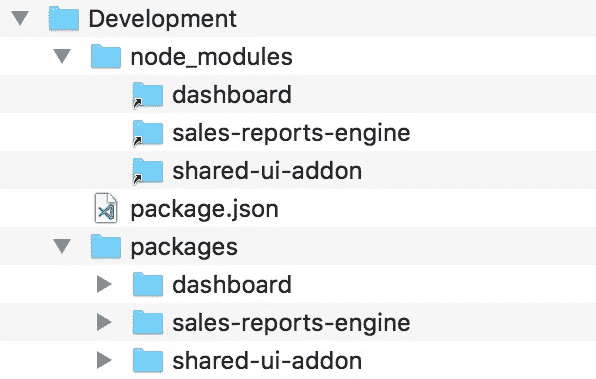 Development
node_modules
dashboard
sales-reports-engine
shared-ui-addon
package.json
packages
dashboard
sales-reports-engine
shared-ui-addon